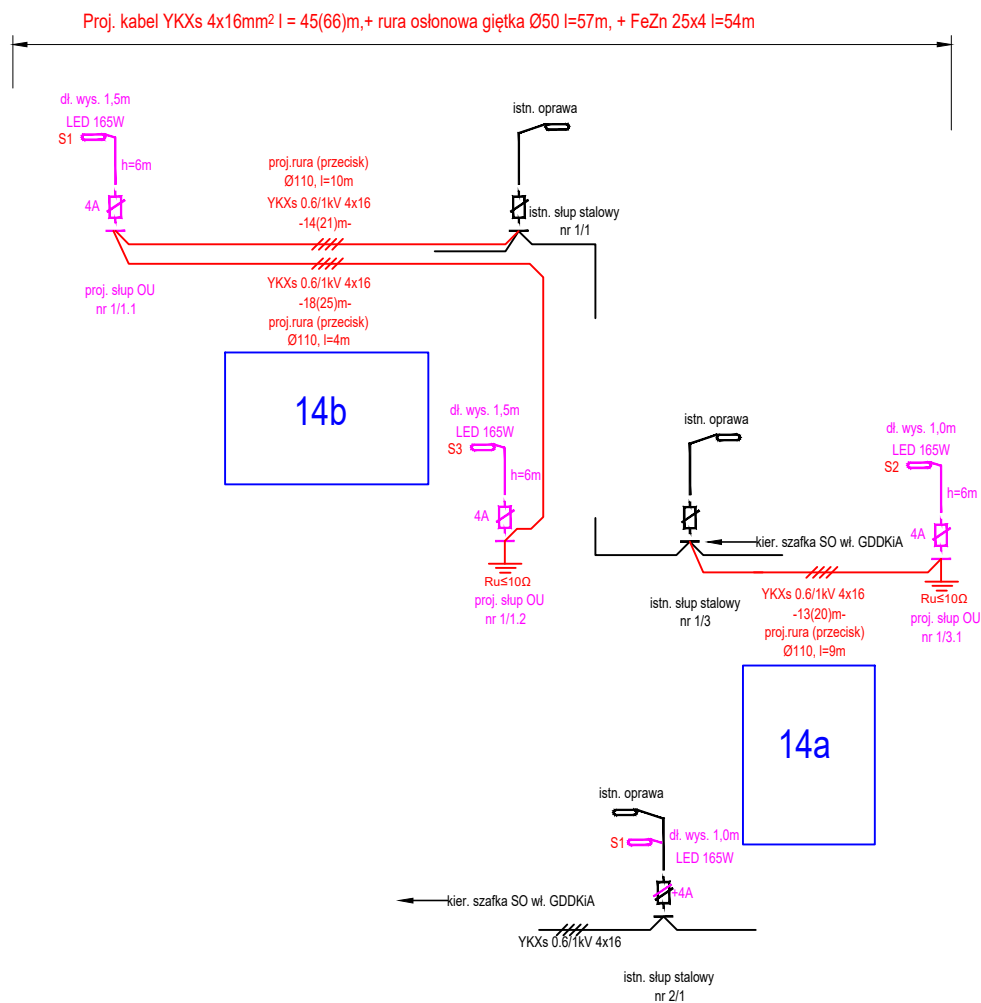 Proj. kabel YKXs 4x16mm² l = 45(66)m,+ rura osłonowa giętka Ø50 l=57m, + FeZn 25x4 l=54m
dł. wys. 1,5m
LED 165W
S1
h=6m
4A
proj. słup OU
nr 1/1.1
proj.rura (przecisk)
Ø110, l=10m
YKXs 0.6/1kV 4x16
-14(21)m-
YKXs 0.6/1kV 4x16
-18(25)m-
proj.rura (przecisk)
Ø110, l=4m
istn. oprawa
istn. słup stalowy
nr 1/1
14b
dł. wys. 1,5m
LED 165W
S3
h=6m
4A
Ru≤10Ω
proj. słup OU
nr 1/1.2
istn. oprawa
kier. szafka SO wł. GDDKiA
istn. słup stalowy
nr 1/3
dł. wys. 1,0m
LED 165W
S2
h=6m
4A
YKXs 0.6/1kV 4x16
-13(20)m-
proj.rura (przecisk)
Ø110, l=9m
Ru≤10Ω
proj. słup OU
nr 1/3.1
14a
istn. oprawa
S1
dł. wys. 1,0m
LED 165W
+4A
kier. szafka SO wł. GDDKiA
YKXs 0.6/1kV 4x16
istn. słup stalowy
nr 2/1